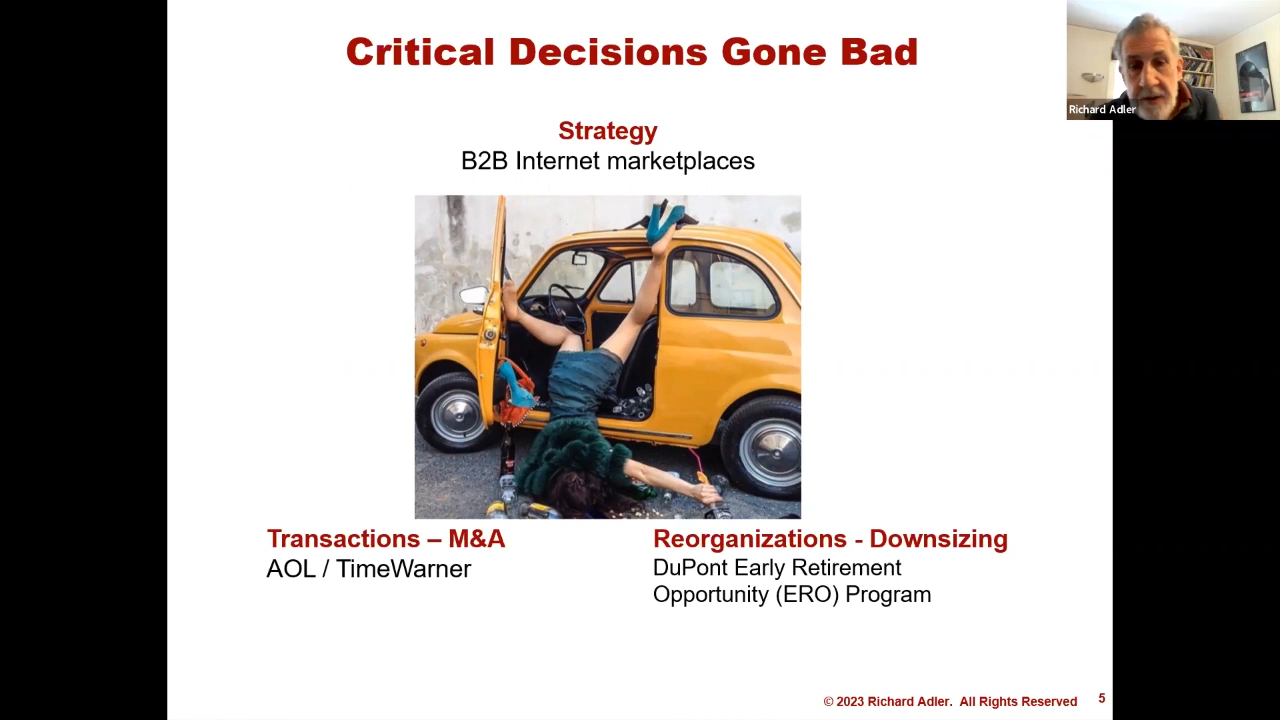 Critical Decisions Gone Bad
Richard Adler
Strategy
B2B Internet marketplaces
Transactions – M&A
AOL / TimeWarner
Reorganizations - Downsizing
DuPont Early Retirement
Opportunity (ERO) Program
© 2023 Richard Adler. All Rights Reserved
5